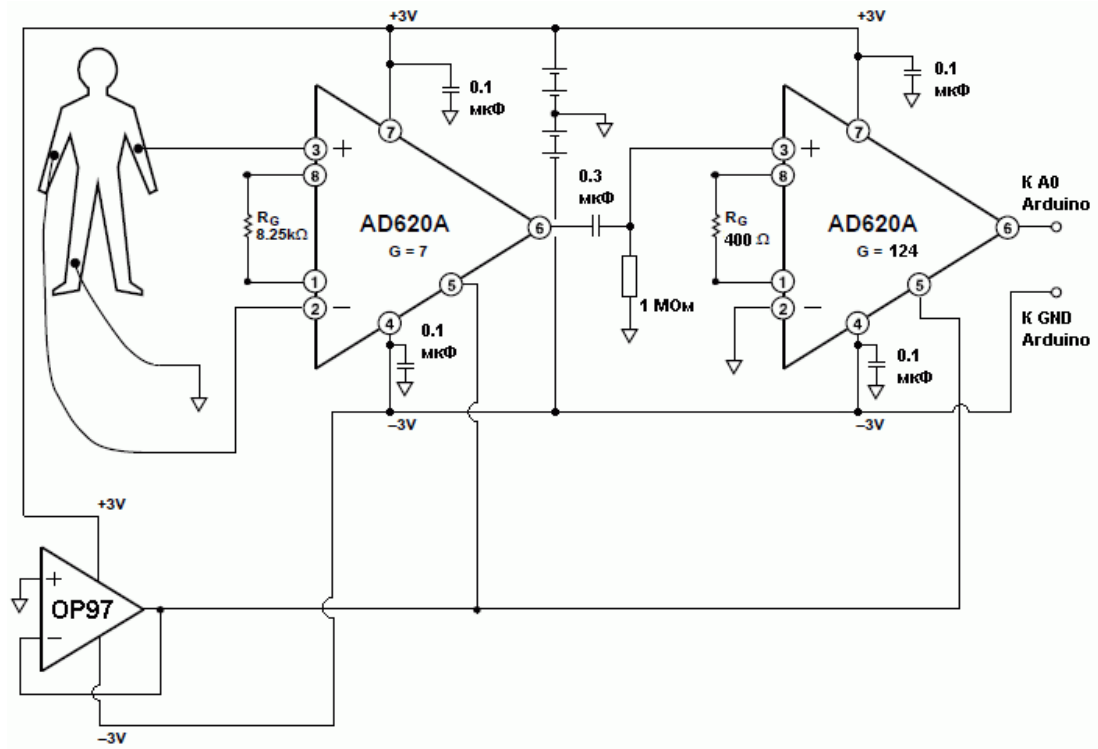 +3V
+3V
0.1
мкФ
0.1
мкФ
7
7
3
+
3
+
8
8
0.3
мкФ
RG
8.25kΩ
AD620A
G = 7
6
RG
400 Ω
AD620A
G = 124
6
К А0
Arduino
1
5
1
5
1 МОм
2
−
2
−
К GND
Arduino
4
0.1
мкФ
4
0.1
мкФ
–3V
–3V
+3V
+
OP97
−
–3V